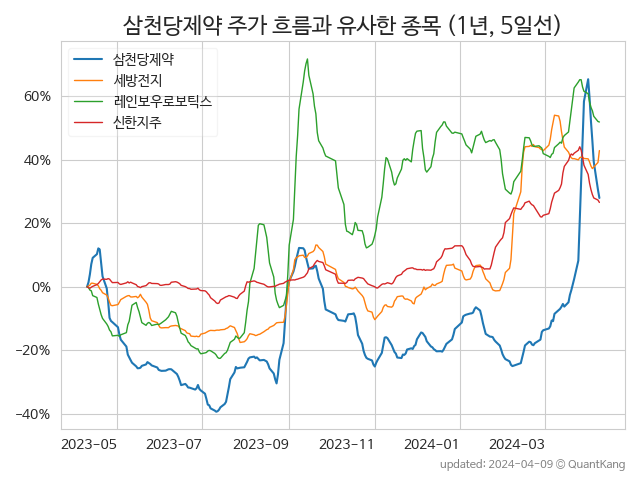 삼천당제약 주가 흐름과 유사한 종목 (1년, 5일선)
삼천당제약
세방전지
레인보우로보틱스
신한지주
60%
40%
20%
0%
−20%
−40%
2023-05 2023-07 2023-09 2023-11 2024-01 2024-03
updated: 2024-04-09 © QuantKang